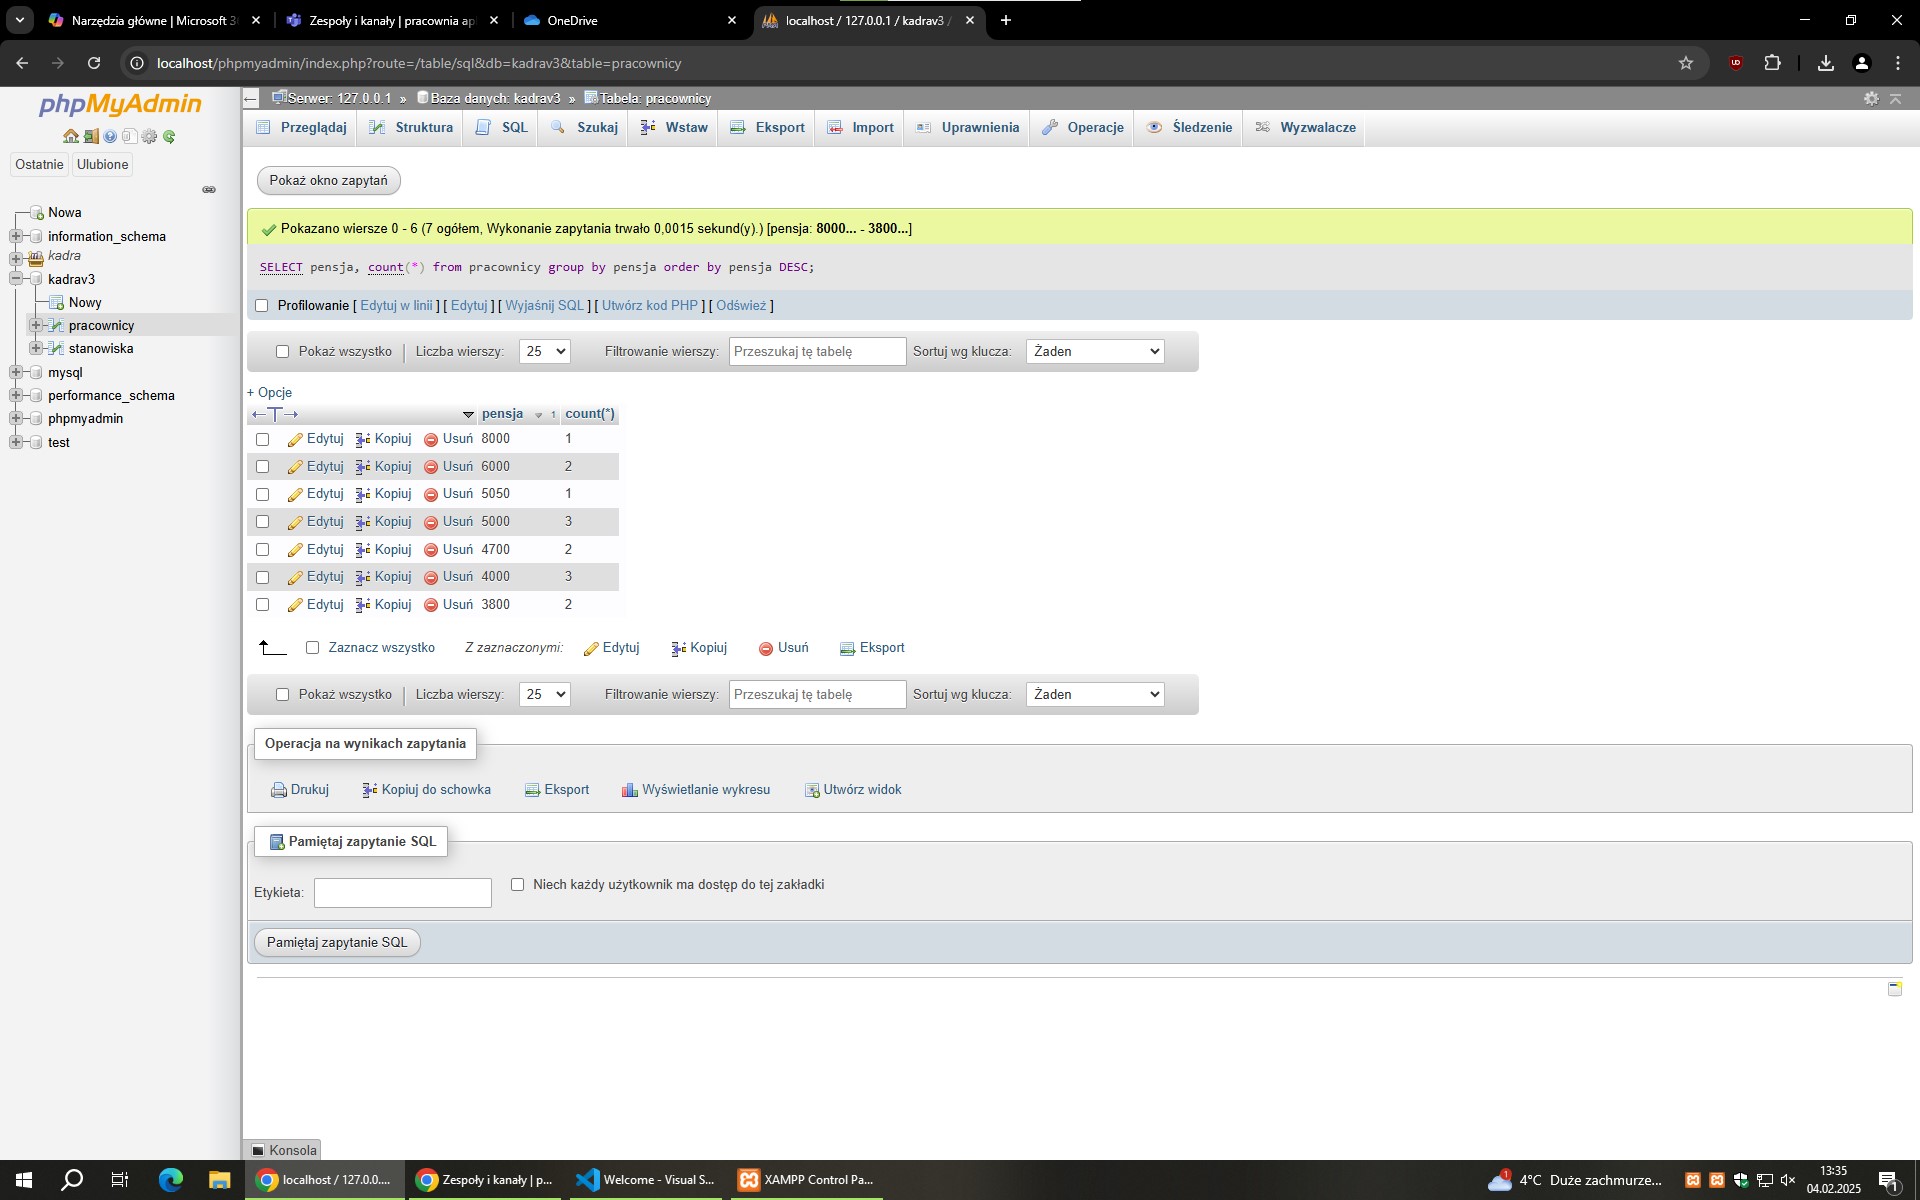 Narzędzia główne | Microsoft 3
Zespoły i kanały | pracownia ap
OneDrive
localhost / 127.0.0.1 / kadrav3 /
localhost/phpmyadmin/index.php?route=/table/sql&db=kadrav3&table=pracownicy
phpMyAdmin
Ostatnie Ulubione
Nowa
information_schema
kadra
kadrav3
Nowy
pracownicy
stanowiska
mysql
performance_schema
phpmyadmin
test
Serwer: 127.0.0.1 » Baza danych: kadrav3 » Tabela: pracownicy
Przeglądaj Struktura SQL Szukaj Wstaw Eksport Import Uprawnienia Operacje Śledzenie Wyzwalacze
Pokaż okno zapytań
Pokazano wiersze 0 - 6 (7 ogółem, Wykonanie zapytania trwało 0,0015 sekund(y).) [pensja: 8000... - 3800...]
SELECT pensja, count(*) from pracownicy group by pensja order by pensja DESC;
Profilowanie [ Edytuj w linii ] [ Edytuj ] [ Wyjaśnij SQL ] [ Utwórz kod PHP ] [ Odśwież ]
Pokaż wszystko | Liczba wierszy: 25 Filtrowanie wierszy: Przeszukaj tę tabelę Sortuj wg klucza: Żaden
+ Opcje
←T→ pensja 1 count(*)
Edytuj Kopiuj Usuń 8000 1
Edytuj Kopiuj Usuń 6000 2
Edytuj Kopiuj Usuń 5050 1
Edytuj Kopiuj Usuń 5000 3
Edytuj Kopiuj Usuń 4700 2
Edytuj Kopiuj Usuń 4000 3
Edytuj Kopiuj Usuń 3800 2
Zaznacz wszystko Z zaznaczonymi: Edytuj Kopiuj Usuń Eksport
Pokaż wszystko | Liczba wierszy: 25 Filtrowanie wierszy: Przeszukaj tę tabelę Sortuj wg klucza: Żaden
Operacja na wynikach zapytania
Drukuj Kopiuj do schowka Eksport Wyświetlanie wykresu Utwórz widok
Pamiętaj zapytanie SQL
Etykieta: Niech każdy użytkownik ma dostęp do tej zakładki
Pamiętaj zapytanie SQL
Konsola
localhost / 127.0.0....
Zespoły i kanały | p...
Welcome - Visual S...
XAMPP Control Pa...
1
4°C Duże zachmurze...
13:35
04.02.2025
1